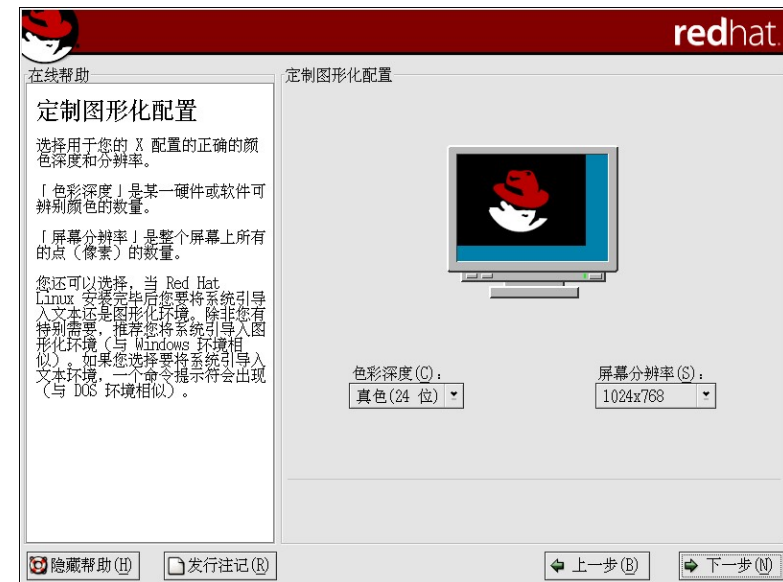 redhat.
在线帮助
定制图形化配置
选择用于您的 X 配置的正确的颜
色深度和分辨率。
「色彩深度」是某一硬件或软件可
辨别颜色的数量。
「屏幕分辨率」是整个屏幕上所有
的点（像素）的数量。
您还可以选择，当 Red Hat
Linux 安装完毕后您要将系统引导
入文本还是图形化环境。除非您有
特别需要，推荐您将系统引导入图
形化环境（与 Windows 环境相
似）。如果您选择要将系统引导入
文本环境，一个命令提示符会出现
（与 DOS 环境相似）。
定制图形化配置
色彩深度(C)：
真色(24 位)
屏幕分辨率(S)：
1024x768
隐藏帮助(H)
发行注记(R)
上一步(B)
下一步(N)